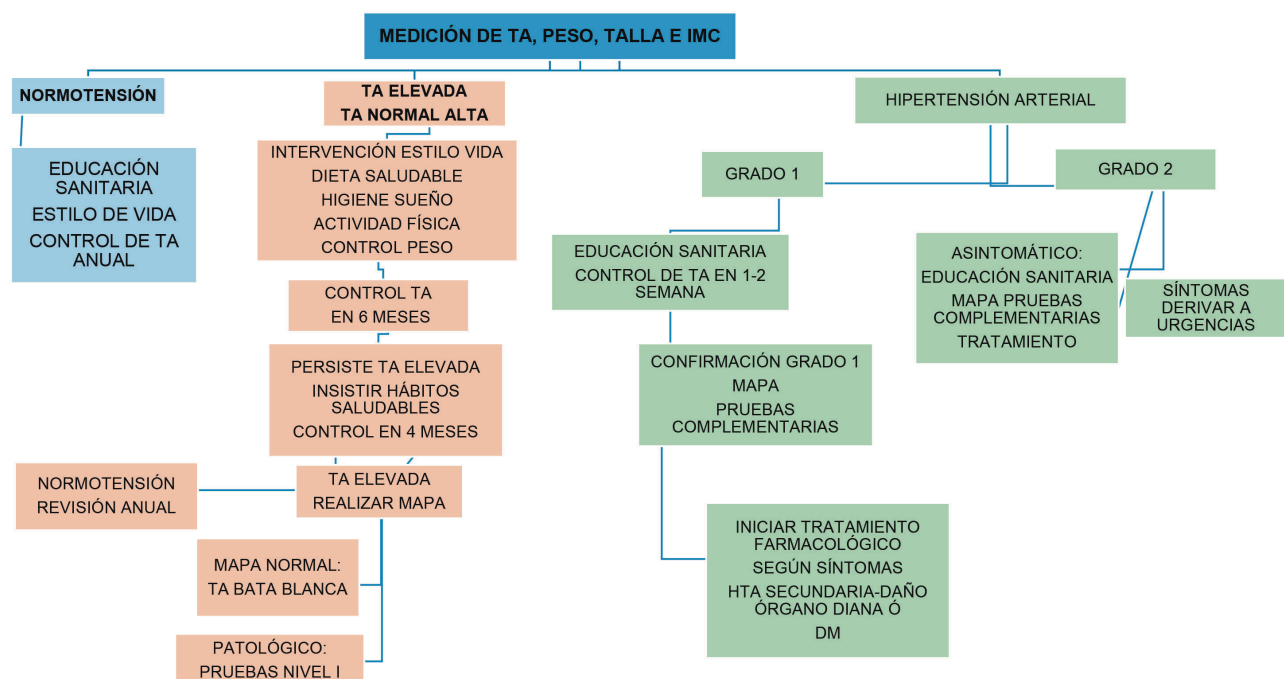 MEDICIÓN DE TA, PESO, TALLA E IMC
NORMOTENSIÓN
EDUCACIÓN
SANITARIA
ESTILO DE VIDA
CONTROL DE TA
ANUAL
TA ELEVADA
TA NORMAL ALTA
INTERVENCIÓN ESTILO VIDA
DIETA SALUDABLE
HIGIENE SUEÑO
ACTIVIDAD FÍSICA
CONTROL PESO
CONTROL TA
EN 6 MESES
PERSISTE TA ELEVADA
INSISTIR HÁBITOS
SALUDABLES
CONTROL EN 4 MESES
NORMOTENSIÓN
REVISIÓN ANUAL
TA ELEVADA
REALIZAR MAPA
MAPA NORMAL:
TA BATA BLANCA
PATOLÓGICO:
PRUEBAS NIVEL I
HIPERTENSIÓN ARTERIAL
GRADO 1
EDUCACIÓN SANITARIA
CONTROL DE TA EN 1-2
SEMANA
CONFIRMACIÓN GRADO 1
MAPA
PRUEBAS
COMPLEMENTARIAS
INICIAR TRATAMIENTO
FARMACOLÓGICO
SEGÚN SÍNTOMAS
HTA SECUNDARIA-DAÑO
ÓRGANO DIANA Ó
DM
GRADO 2
ASINTOMÁTICO:
EDUCACIÓN SANITARIA
MAPA PRUEBAS
COMPLEMENTARIAS
TRATAMIENTO
SÍNTOMAS
DERIVAR A
URGENCIAS